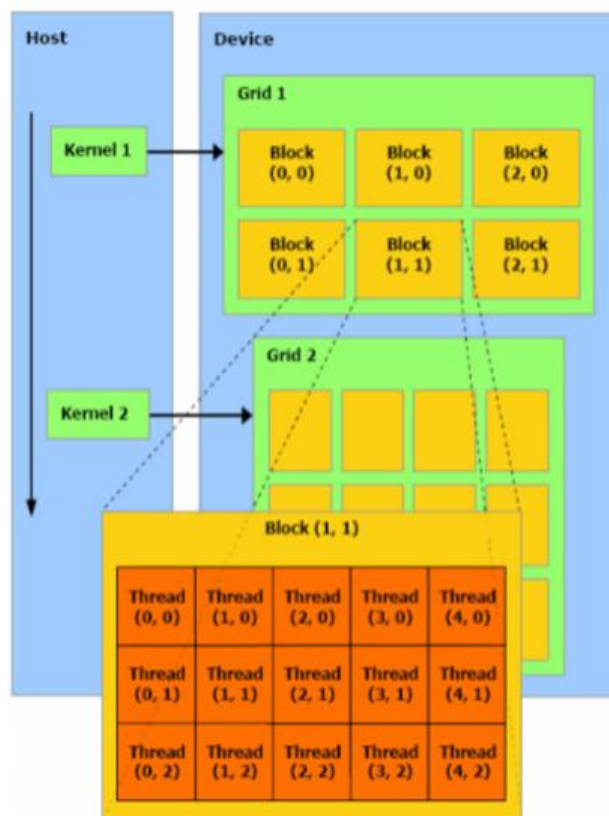 Host
Device
Grid 1
Kernel 1
Block
(0, 0)
Block
(1, 0)
Block
(2, 0)
Block
(0, 1)
Block
(1, 1)
Block
(2, 1)
Grid 2
Kernel 2
Block (1, 1)
Thread
(0, 0)
Thread
(1, 0)
Thread
(2, 0)
Thread
(3, 0)
Thread
(4, 0)
Thread
(0, 1)
Thread
(1, 1)
Thread
(2, 1)
Thread
(3, 1)
Thread
(4, 1)
Thread
(0, 2)
Thread
(1, 2)
Thread
(2, 2)
Thread
(3, 2)
Thread
(4, 2)